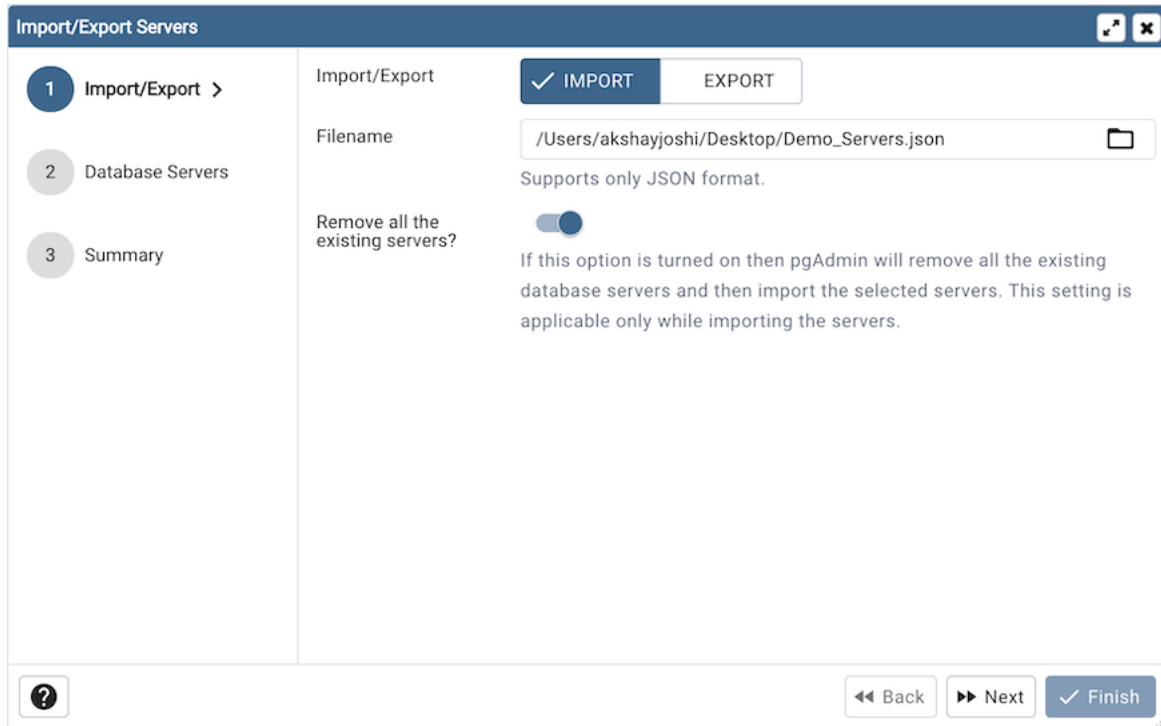 Import/Export Servers
1 Import/Export
Import/Export
IMPORT EXPORT
Filename
/Users/akshayjoshi/Desktop/Demo_Servers.json
Supports only JSON format.
2 Database Servers
Remove all the
existing servers?
3 Summary
If this option is turned on then pgAdmin will remove all the existing
database servers and then import the selected servers. This setting is
applicable only while importing the servers.
?
Back Next Finish